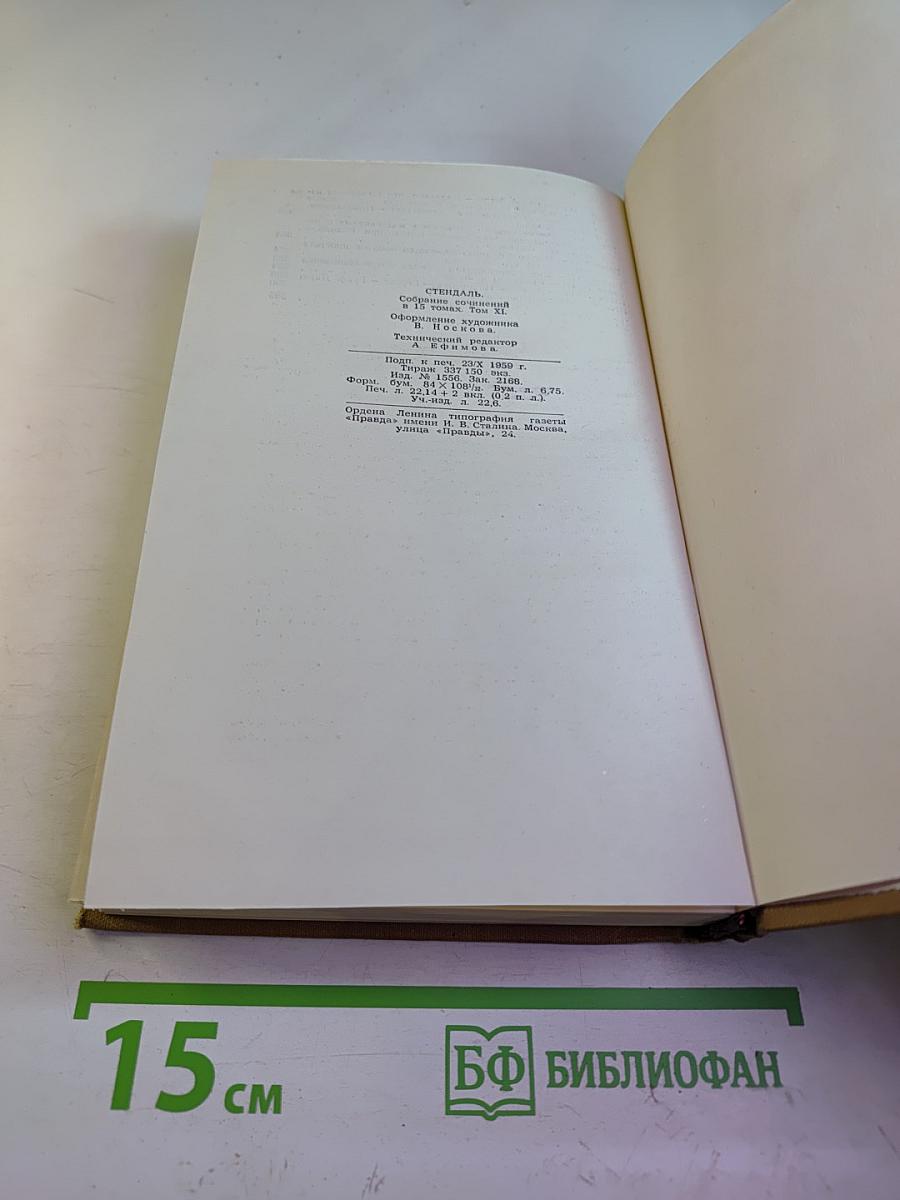 СТЕНДАЛЬ.
Собрание сочинений
в 15 томах. Том XI.
Оформление художника
В. Носкова.
Технический редактор
А. Ефимова.
Подп. к печ. 23/X 1959 г.
Тираж 337 150 экз.
Изд. № 1556. Зак. 2168.
Форм. бум. 84 × 108¹/₃₂. Бум. л. 6,75.
Печ. л. 22,14 + 2 вкл. (0,2 п. л.).
Уч.-изд. л. 22,6.
Ордена Ленина типография газеты
«Правда» имени И. В. Сталина. Москва,
улица «Правды», 24.
15 см
БФ БИБЛИОФАН